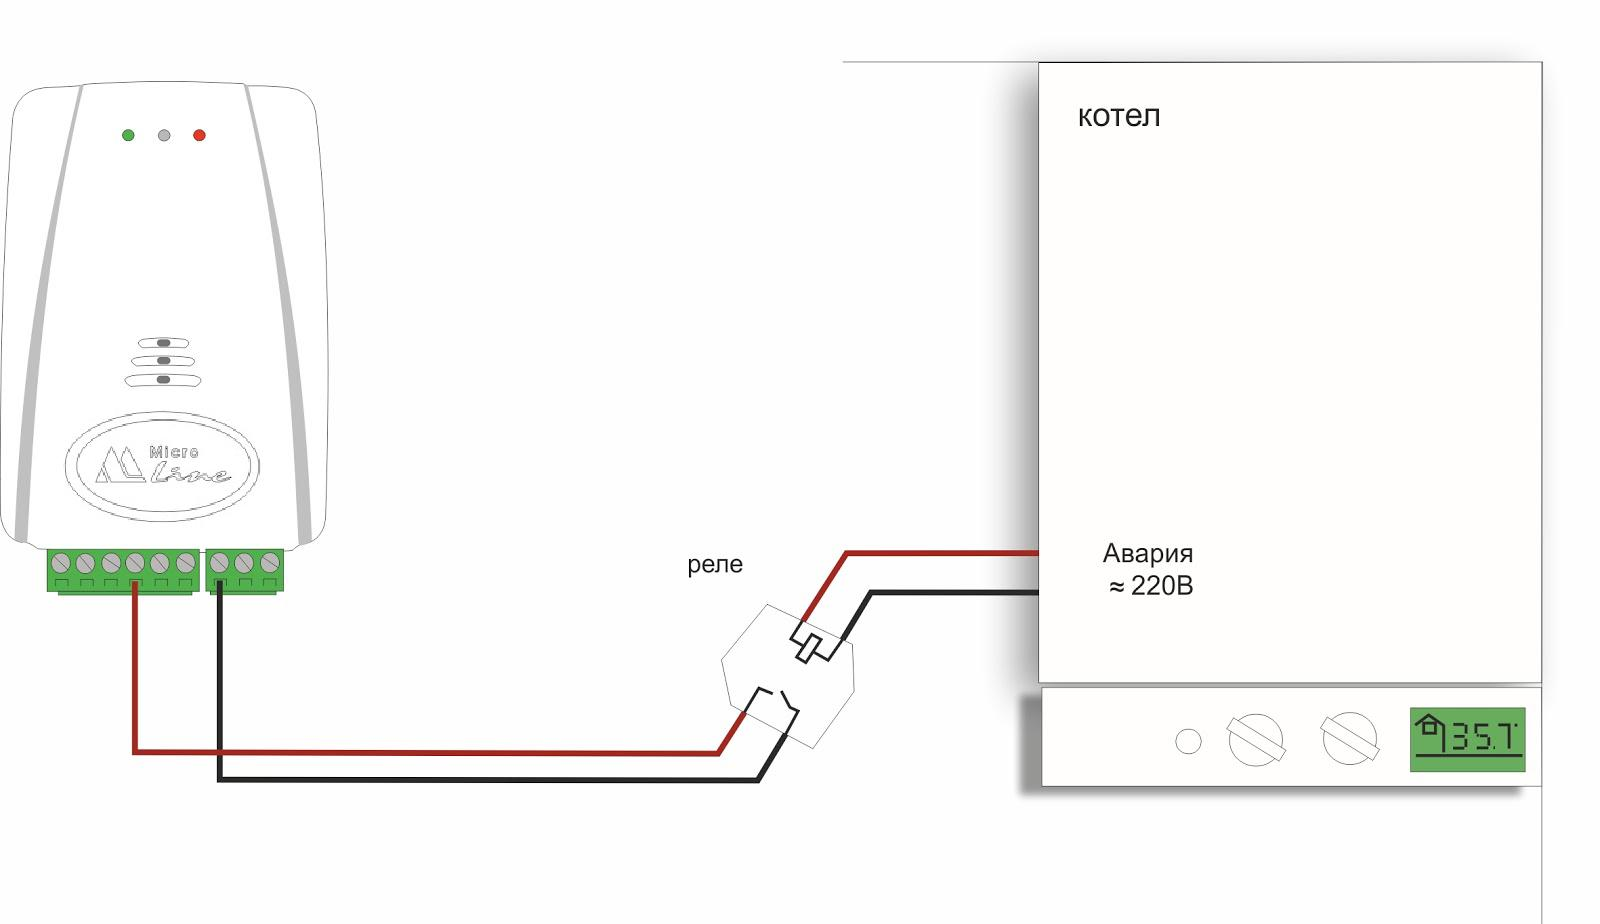 котел
Micro
Line
реле
Авария
≈ 220В
35.7°